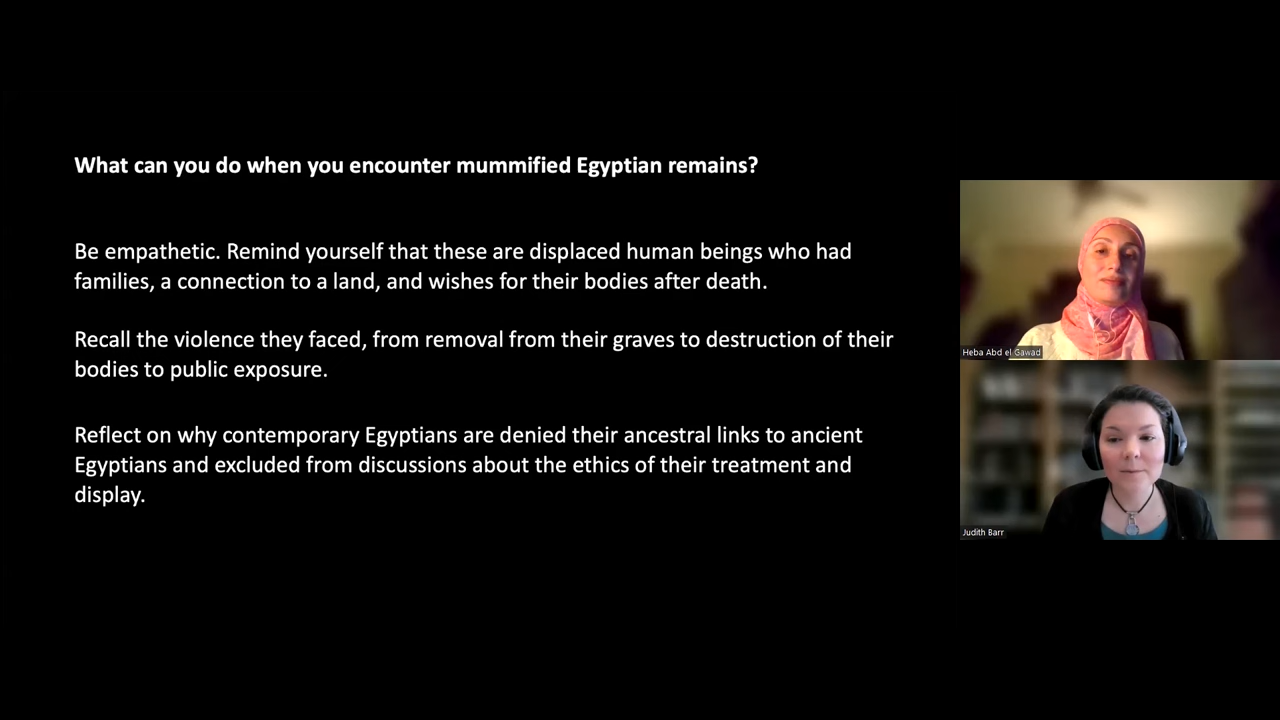 What can you do when you encounter mummified Egyptian remains?
Be empathetic. Remind yourself that these are displaced human beings who had
families, a connection to a land, and wishes for their bodies after death.
Recall the violence they faced, from removal from their graves to destruction of their
bodies to public exposure.
Reflect on why contemporary Egyptians are denied their ancestral links to ancient
Egyptians and excluded from discussions about the ethics of their treatment and
display.
Heba Abd el Gawad
Judith Barr